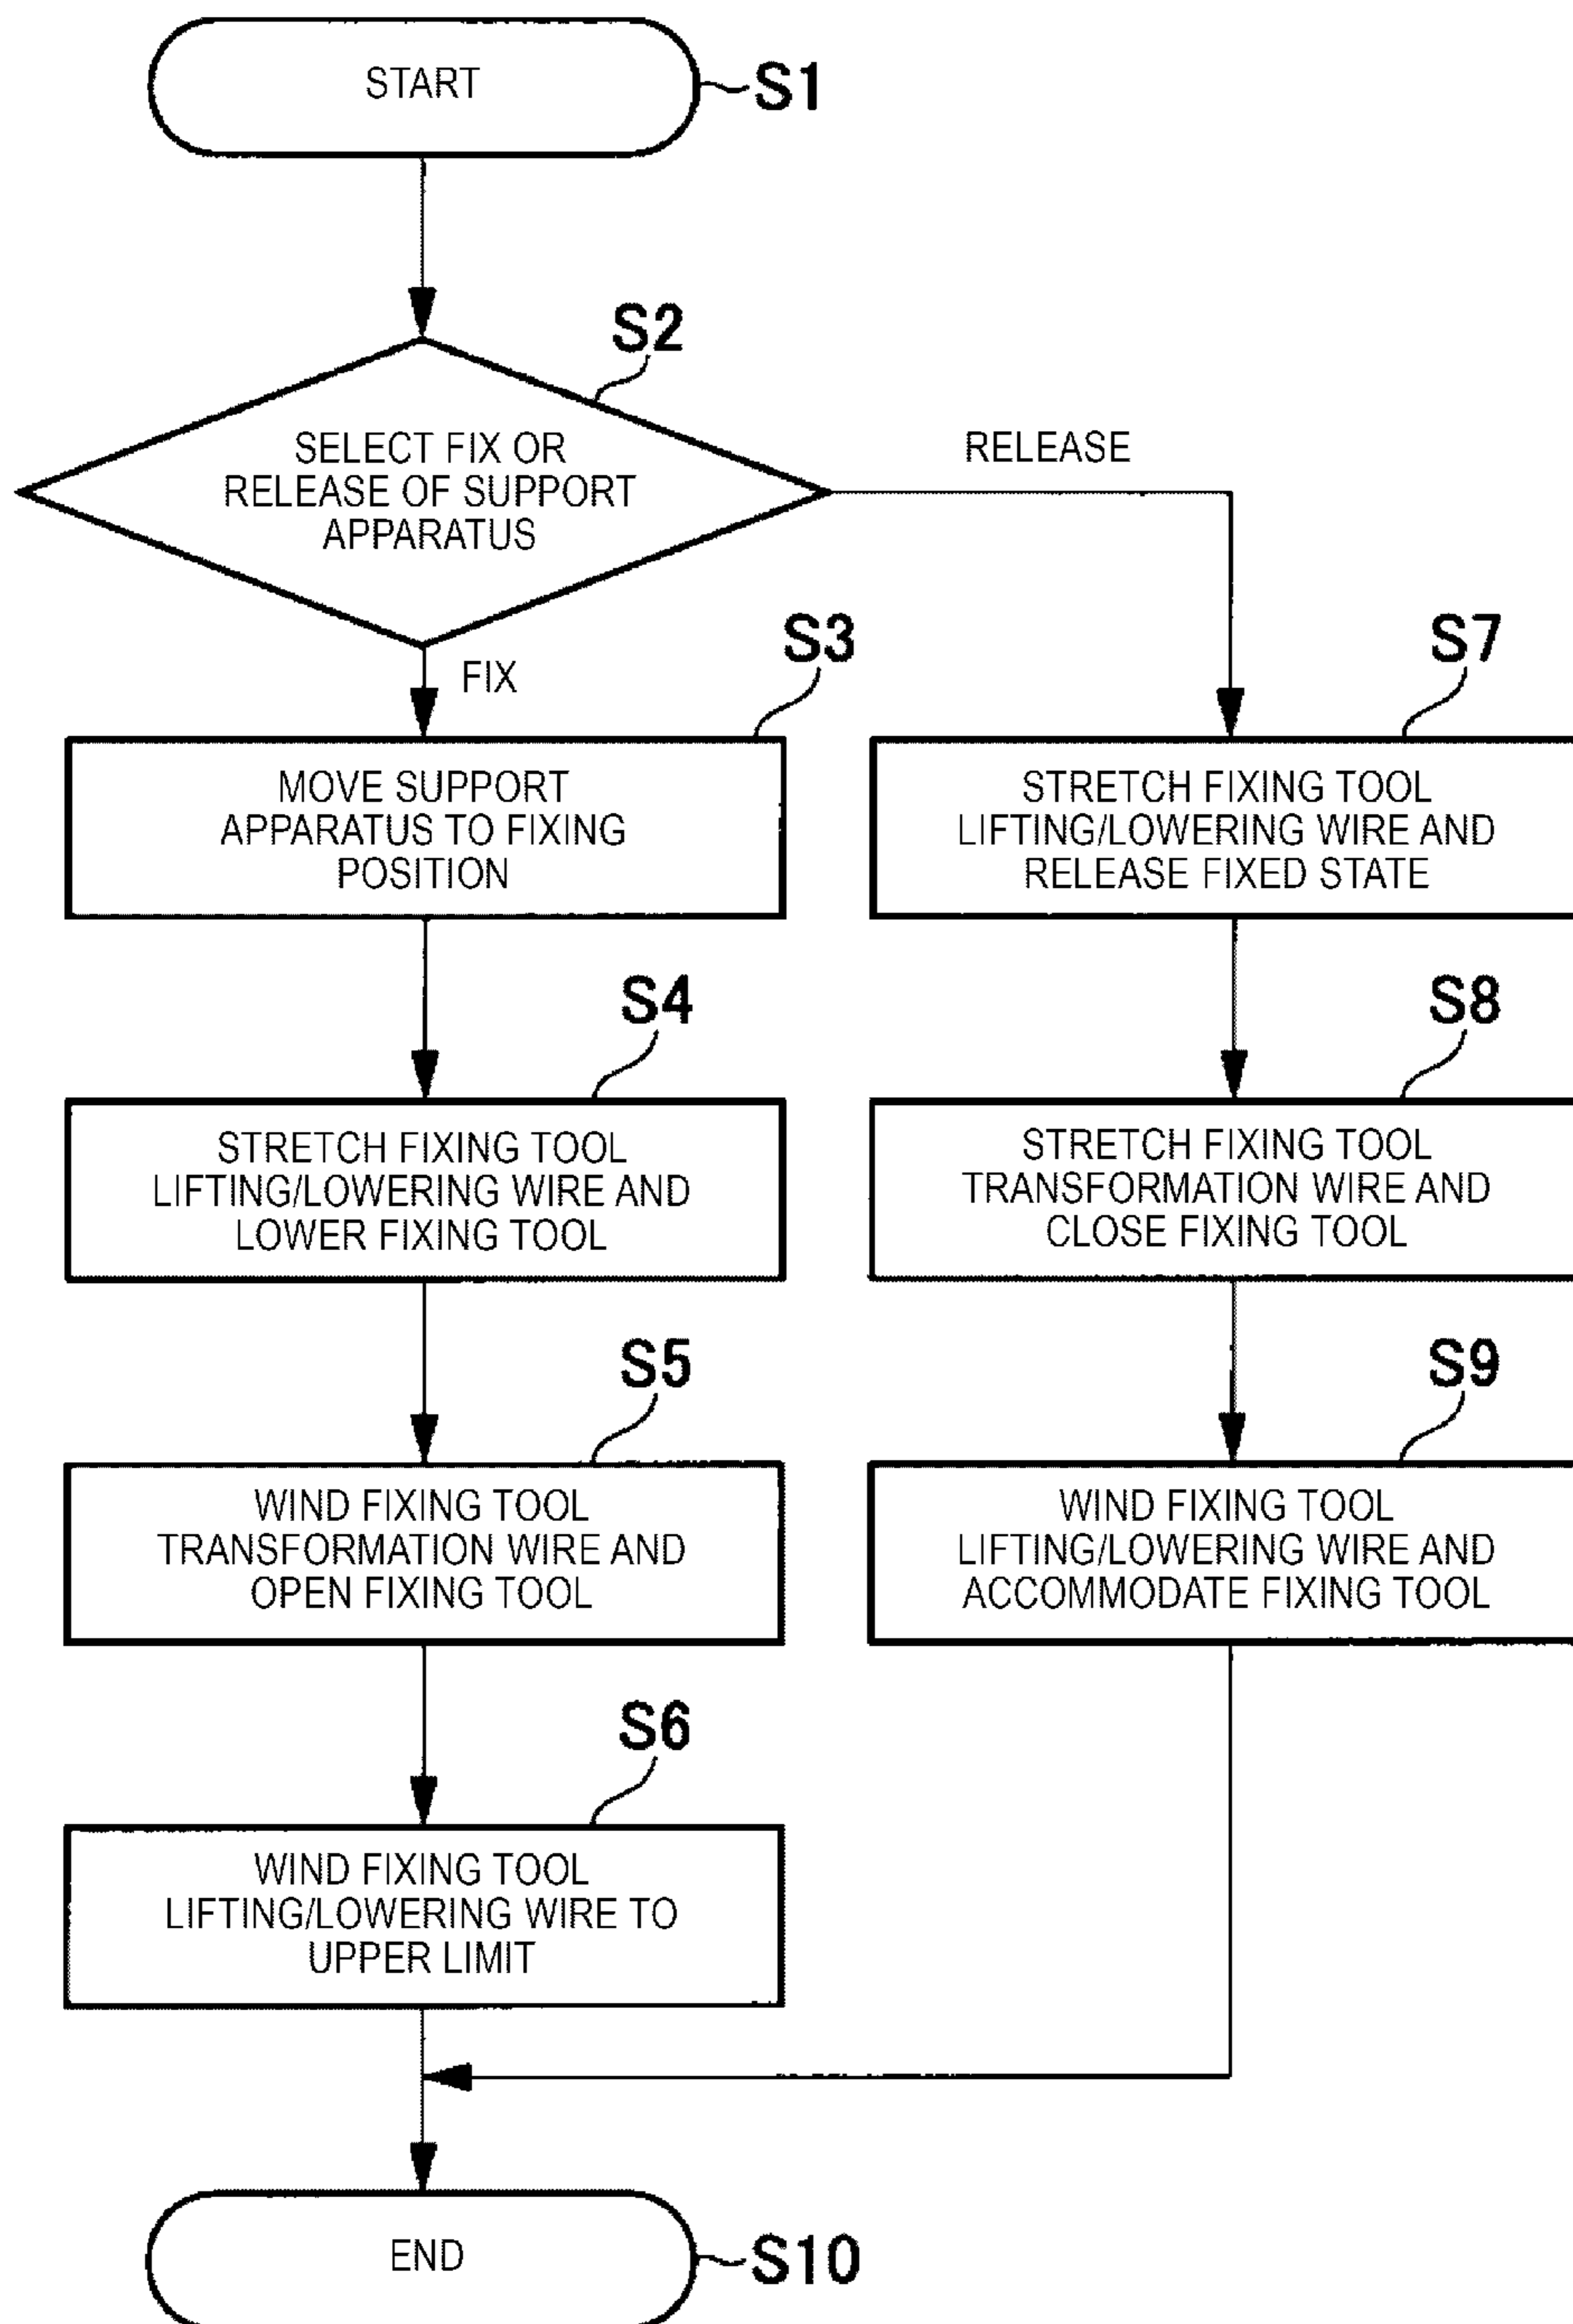 START
S1
S2
SELECT FIX OR
RELEASE OF SUPPORT
APPARATUS
RELEASE
FIX
S3
MOVE SUPPORT
APPARATUS TO FIXING
POSITION
S7
STRETCH FIXING TOOL
LIFTING/LOWERING WIRE AND
RELEASE FIXED STATE
S4
STRETCH FIXING TOOL
LIFTING/LOWERING WIRE AND
LOWER FIXING TOOL
S8
STRETCH FIXING TOOL
TRANSFORMATION WIRE AND
CLOSE FIXING TOOL
S5
WIND FIXING TOOL
TRANSFORMATION WIRE AND
OPEN FIXING TOOL
S9
WIND FIXING TOOL
LIFTING/LOWERING WIRE AND
ACCOMMODATE FIXING TOOL
S6
WIND FIXING TOOL
LIFTING/LOWERING WIRE TO
UPPER LIMIT
END
S10